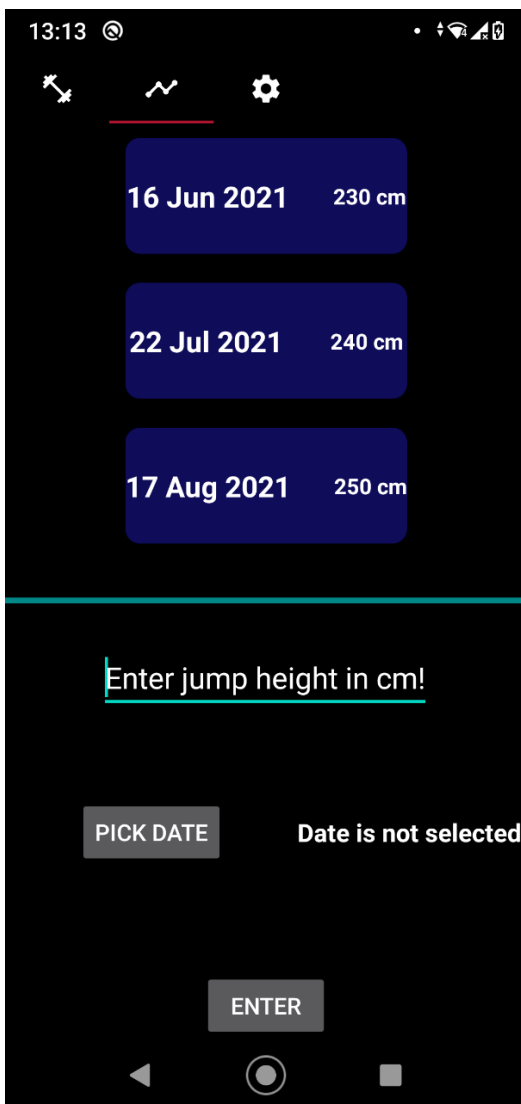 13:13
16 Jun 2021 230 cm
22 Jul 2021 240 cm
17 Aug 2021 250 cm
Enter jump height in cm!
PICK DATE Date is not selected
ENTER